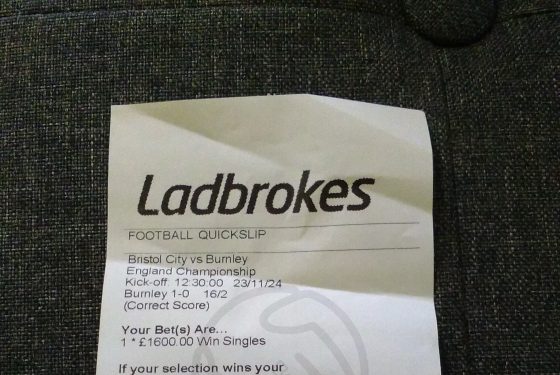 Ladbrokes
FOOTBALL QUICKSLIP
Bristol City vs Burnley
England Championship
Kick-off: 12:30:00 23/11/24
Burnley 1-0 16/2
(Correct Score)
Your Bet(s) Are...
1 * £1600.00 Win Singles
If your selection wins your